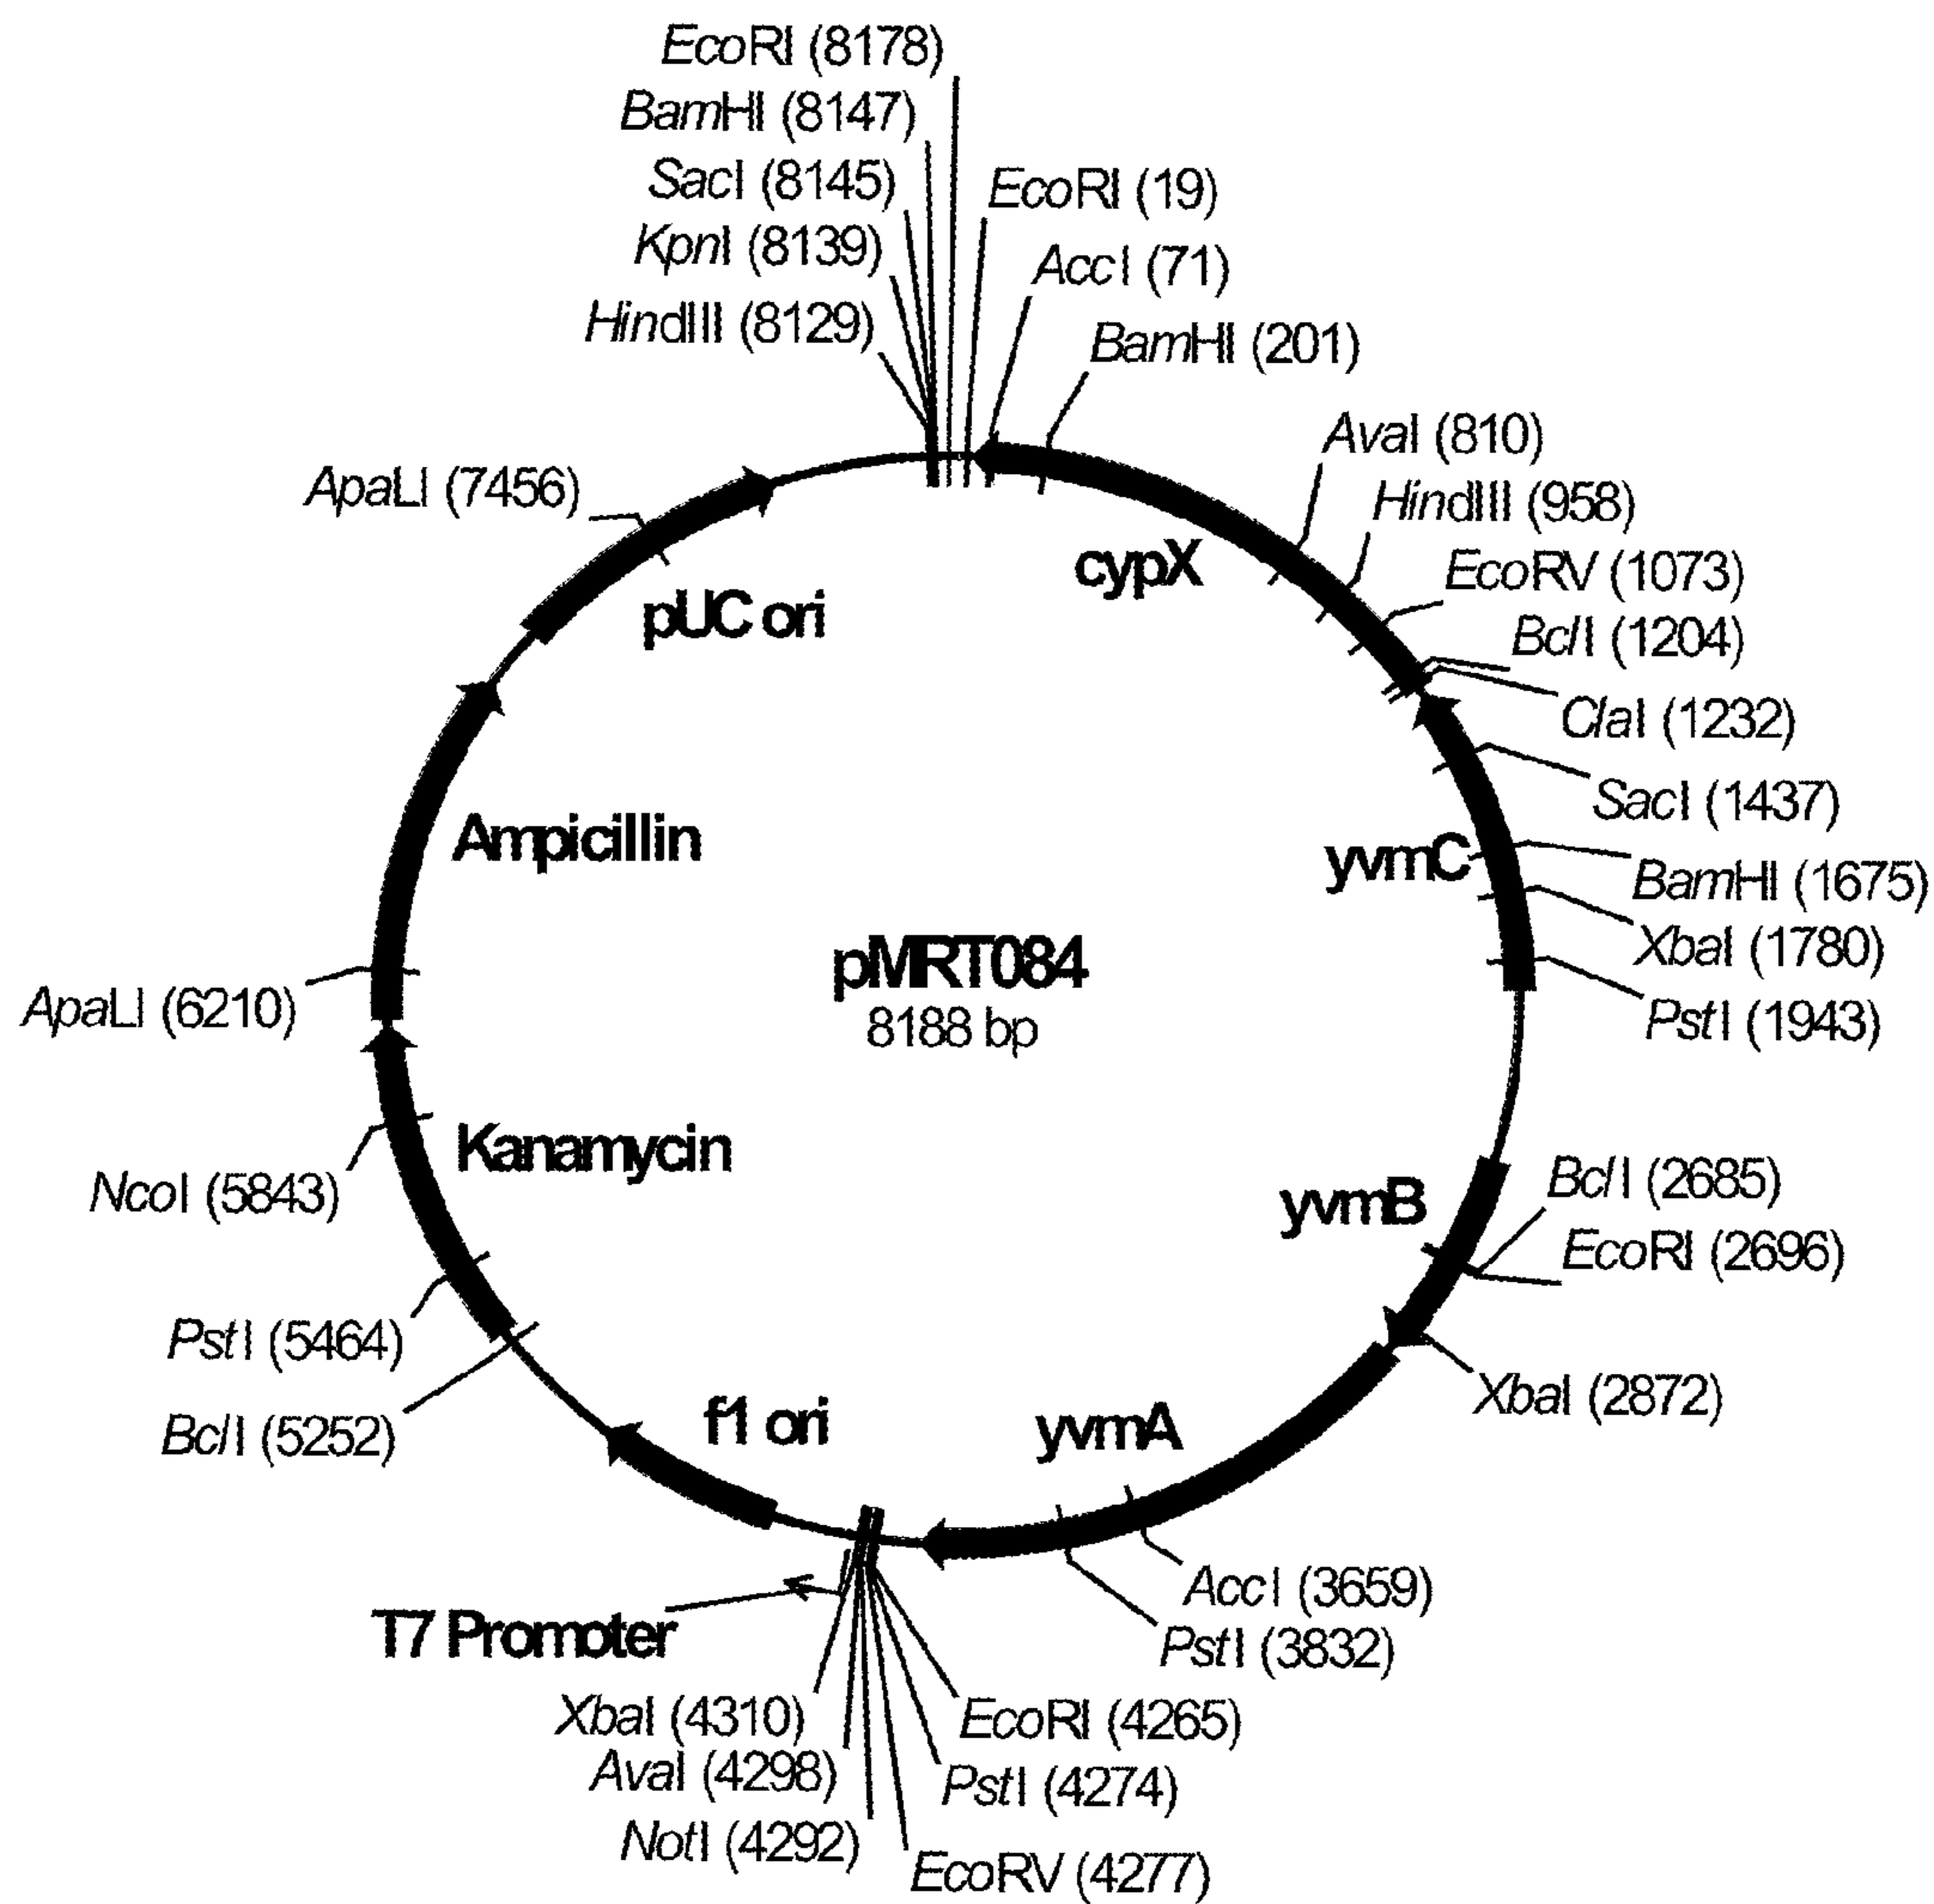 EcoRI (8178)
BamHI (8147)
SacI (8145)
KpnI (8139)
HindIII (8129)
EcoRI (19)
AccI (71)
BamHI (201)
AvaI (810)
HindIII (958)
EcoRV (1073)
BclI (1204)
ClaI (1232)
SacI (1437)
BamHI (1675)
XbaI (1780)
PstI (1943)
BclI (2685)
EcoRI (2696)
XbaI (2872)
AccI (3659)
PstI (3832)
EcoRI (4265)
PstI (4274)
EcoRV (4277)
NotI (4292)
AvaI (4298)
XbaI (4310)
T7 Promoter
BclI (5252)
PstI (5464)
NcoI (5843)
ApaLI (6210)
ApaLI (7456)
cypX
yvmC
yvmB
yvmA
f1 ori
Kanamycin
Ampicillin
pUC ori
pMRT084
8188 bp